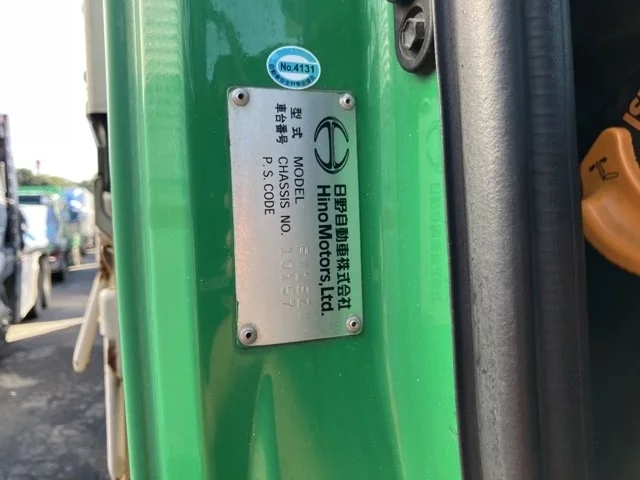 No.4131
日野自動車株式会社
HinoMotors,Ltd.
型式 MODEL
車台番号 CHASSIS NO.
P.S.CODE